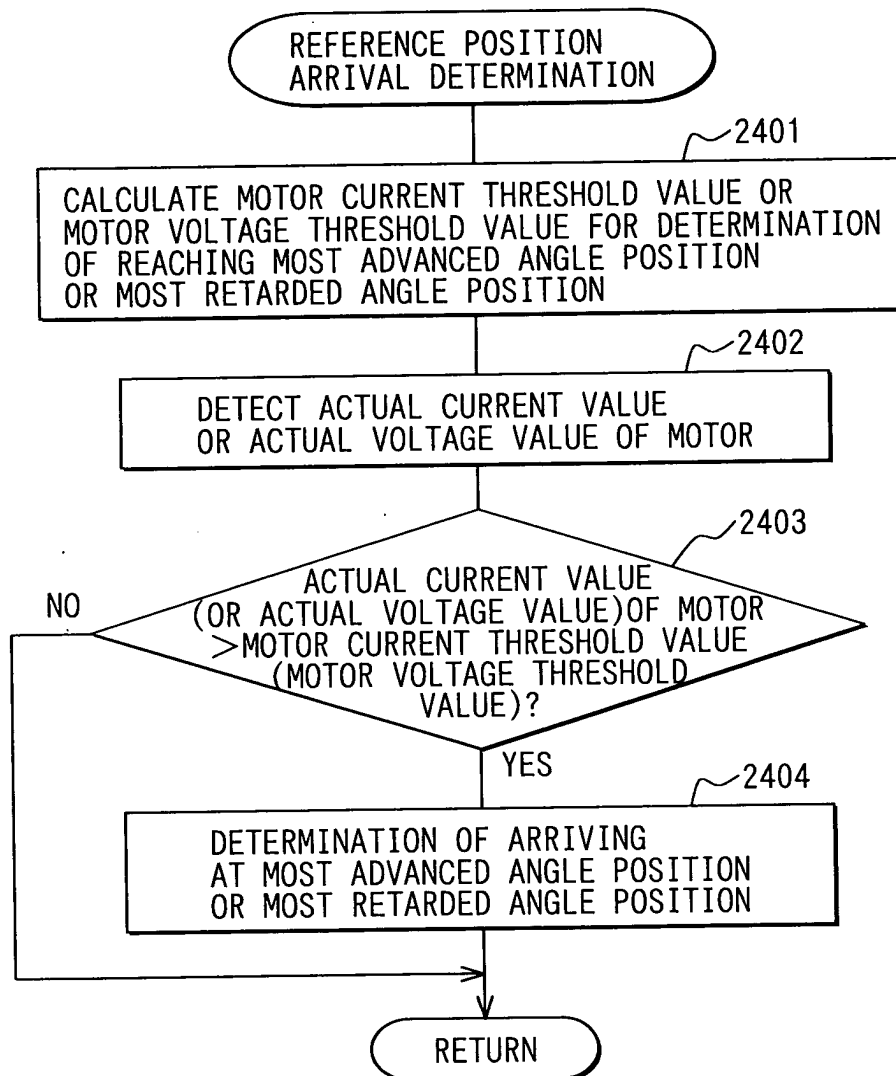 REFERENCE POSITION
ARRIVAL DETERMINATION
2401
CALCULATE MOTOR CURRENT THRESHOLD VALUE OR
MOTOR VOLTAGE THRESHOLD VALUE FOR DETERMINATION
OF REACHING MOST ADVANCED ANGLE POSITION
OR MOST RETARDED ANGLE POSITION
2402
DETECT ACTUAL CURRENT VALUE
OR ACTUAL VOLTAGE VALUE OF MOTOR
2403
ACTUAL CURRENT VALUE
(OR ACTUAL VOLTAGE VALUE)OF MOTOR
>MOTOR CURRENT THRESHOLD VALUE
(MOTOR VOLTAGE THRESHOLD
VALUE)?
NO
YES
2404
DETERMINATION OF ARRIVING
AT MOST ADVANCED ANGLE POSITION
OR MOST RETARDED ANGLE POSITION
RETURN